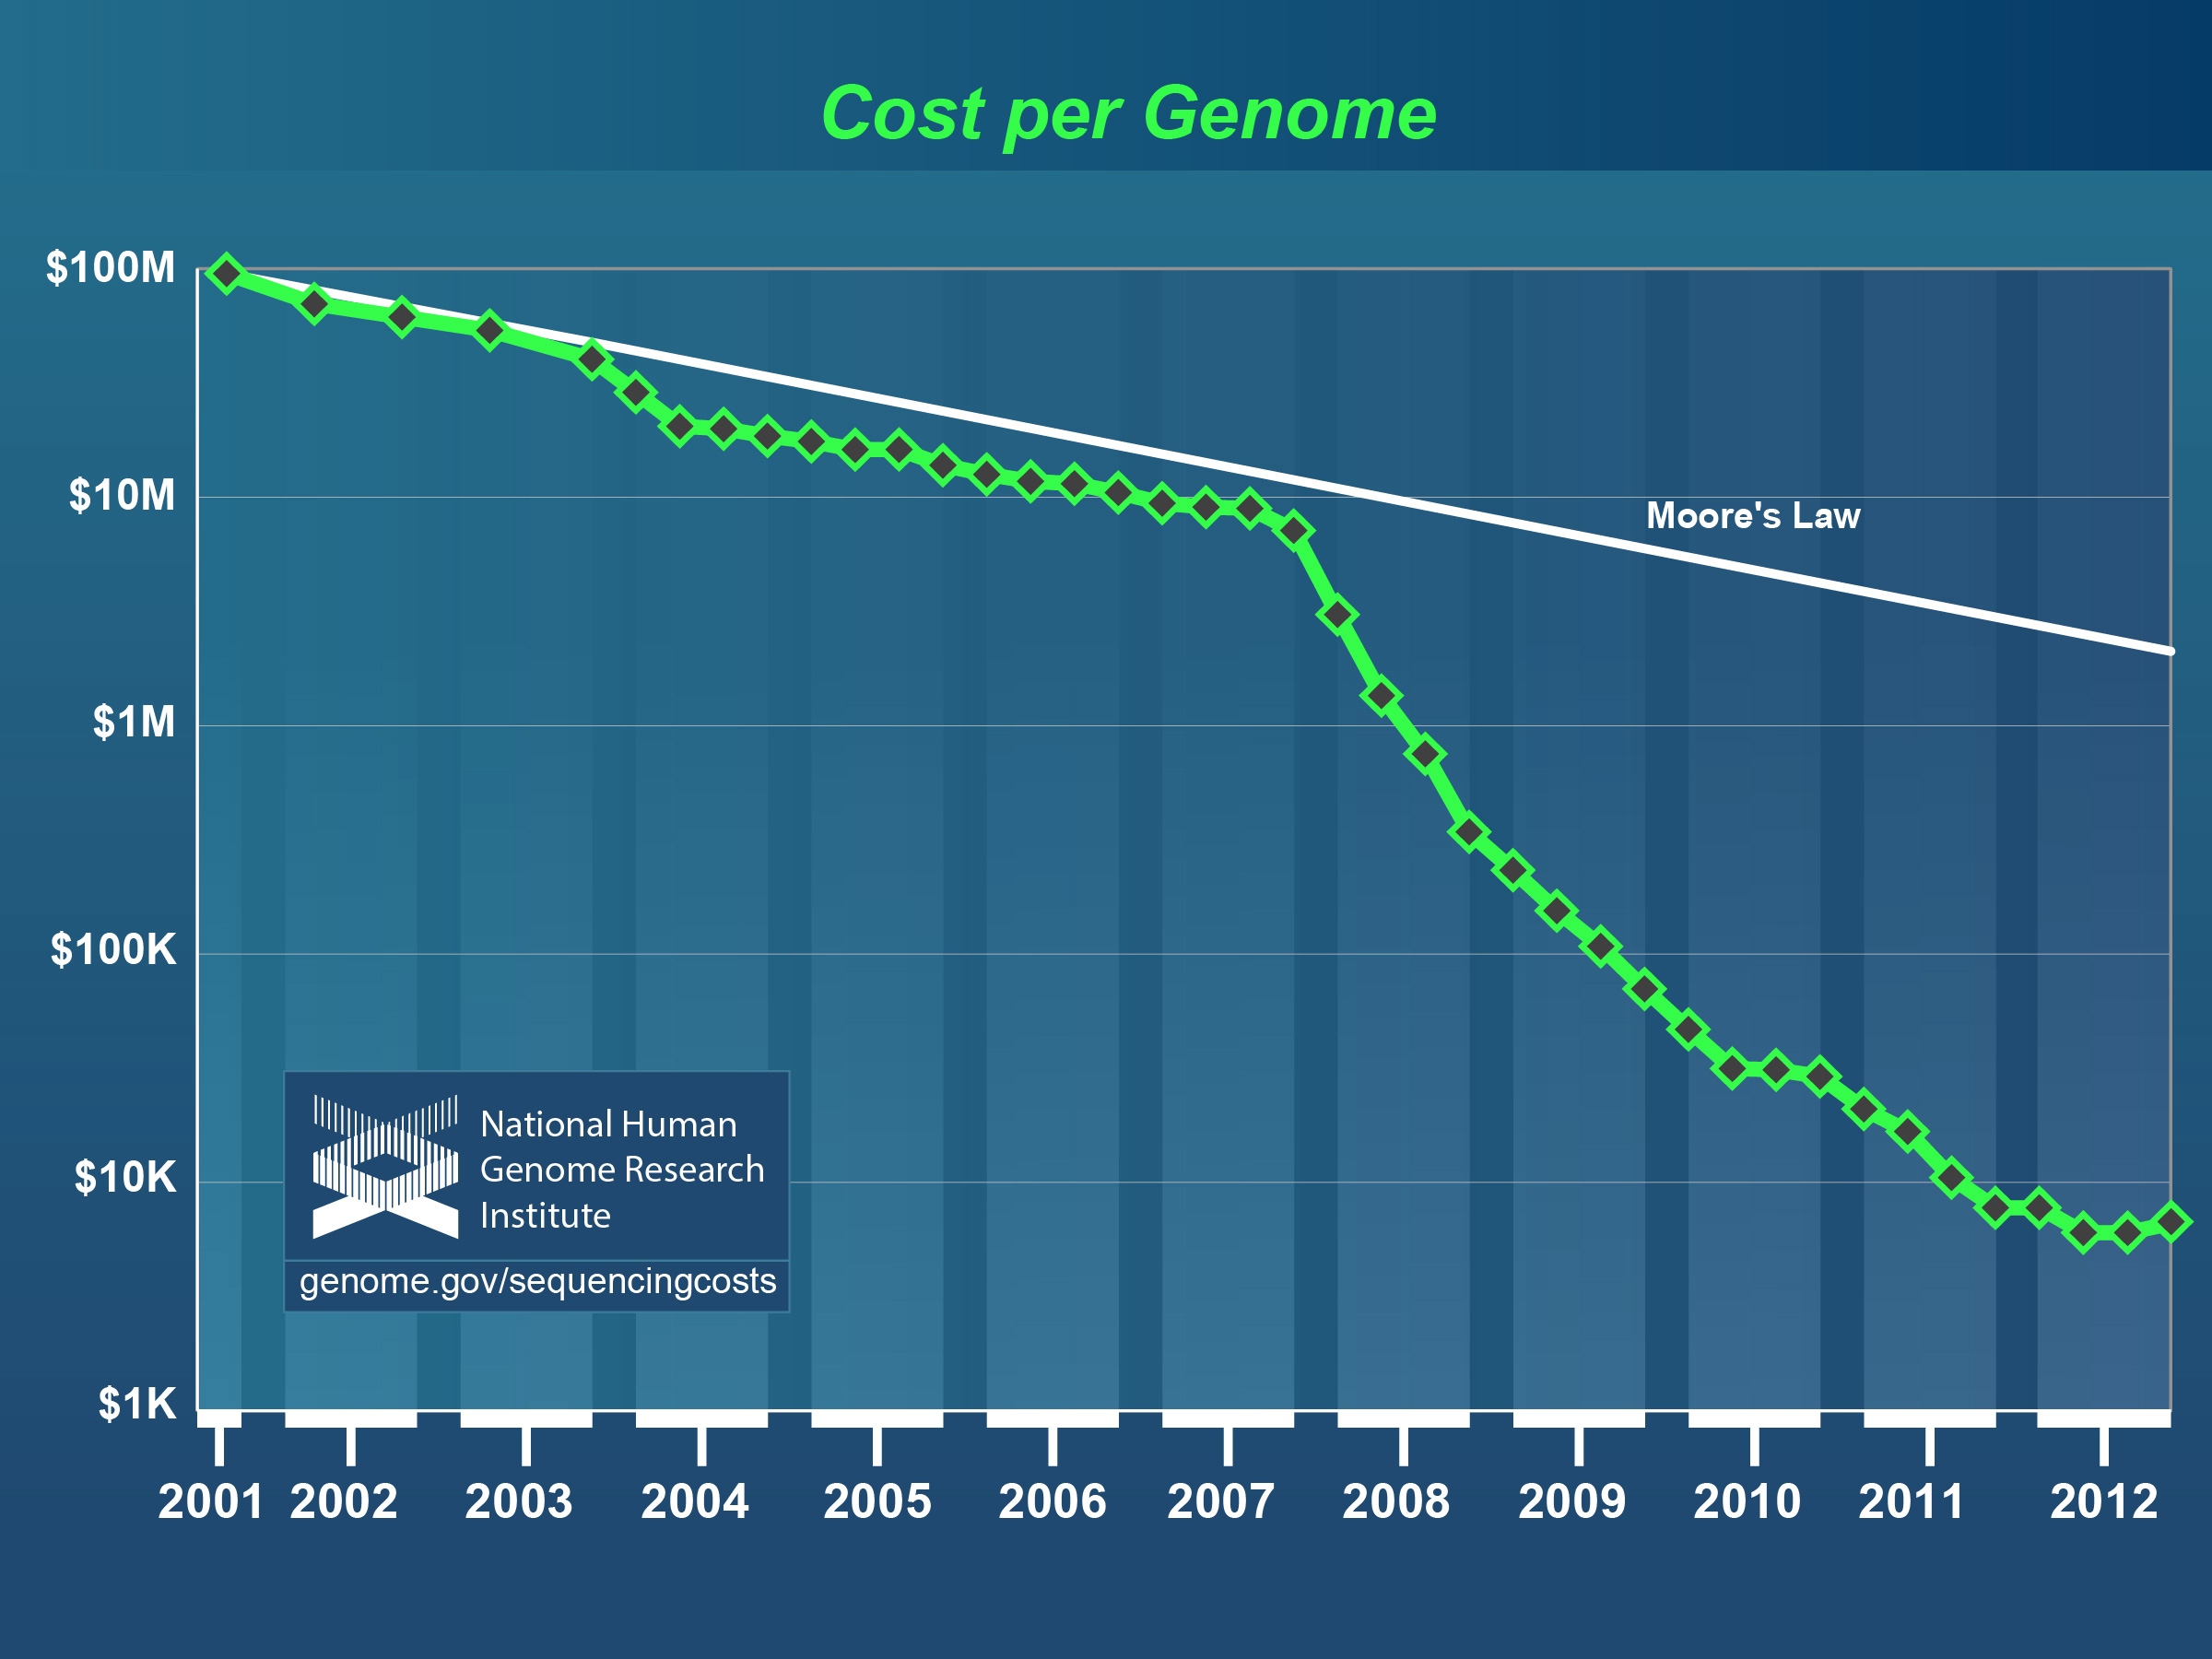 Cost per Genome
$100M
$10M
Moore's Law
$1M
$100K
$10K
$1K
National Human
Genome Research
Institute
genome.gov/sequencingcosts
2001 2002 2003 2004 2005 2006 2007 2008 2009 2010 2011 2012